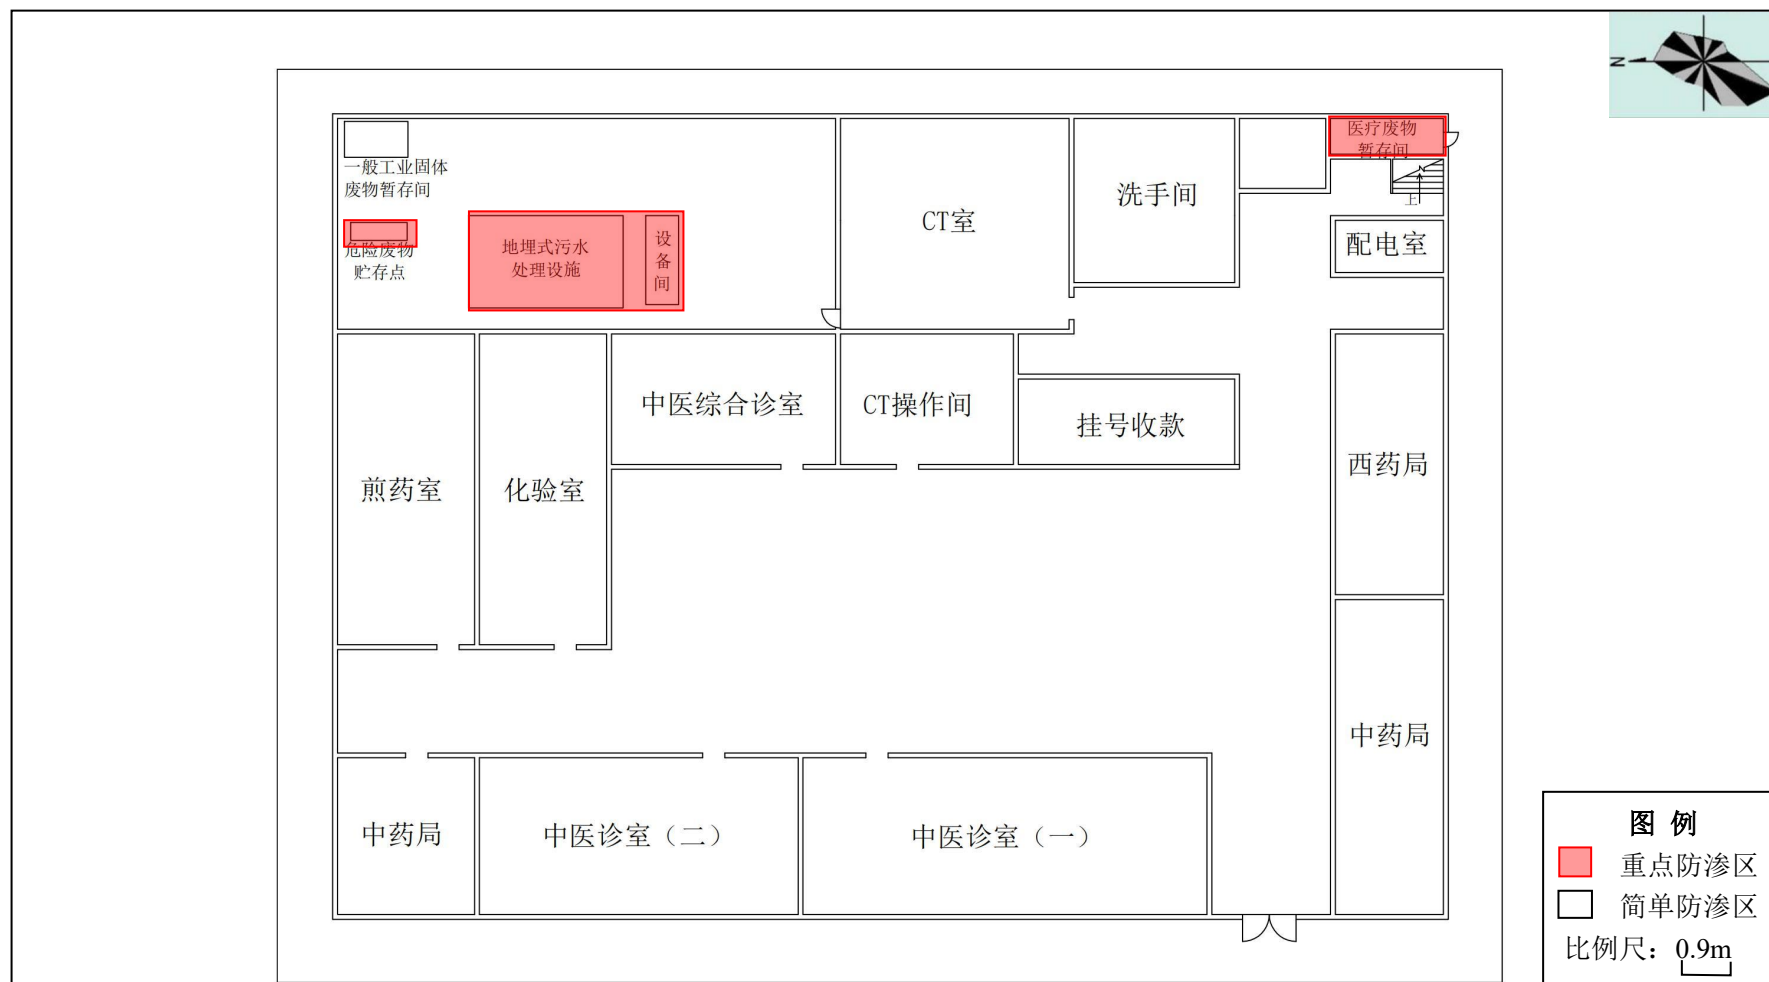 N
医疗废物
暂存间
上
一般工业固体
废物暂存间
洗手间
CT室
配电室
危险废物
贮存点
地埋式污水
处理设施
设
备
间
中医综合诊室
CT操作间
挂号收款
西药局
煎药室
化验室
中药局
中药局
中医诊室（二）
中医诊室（一）
图 例
重点防渗区
简单防渗区
比例尺：0.9m